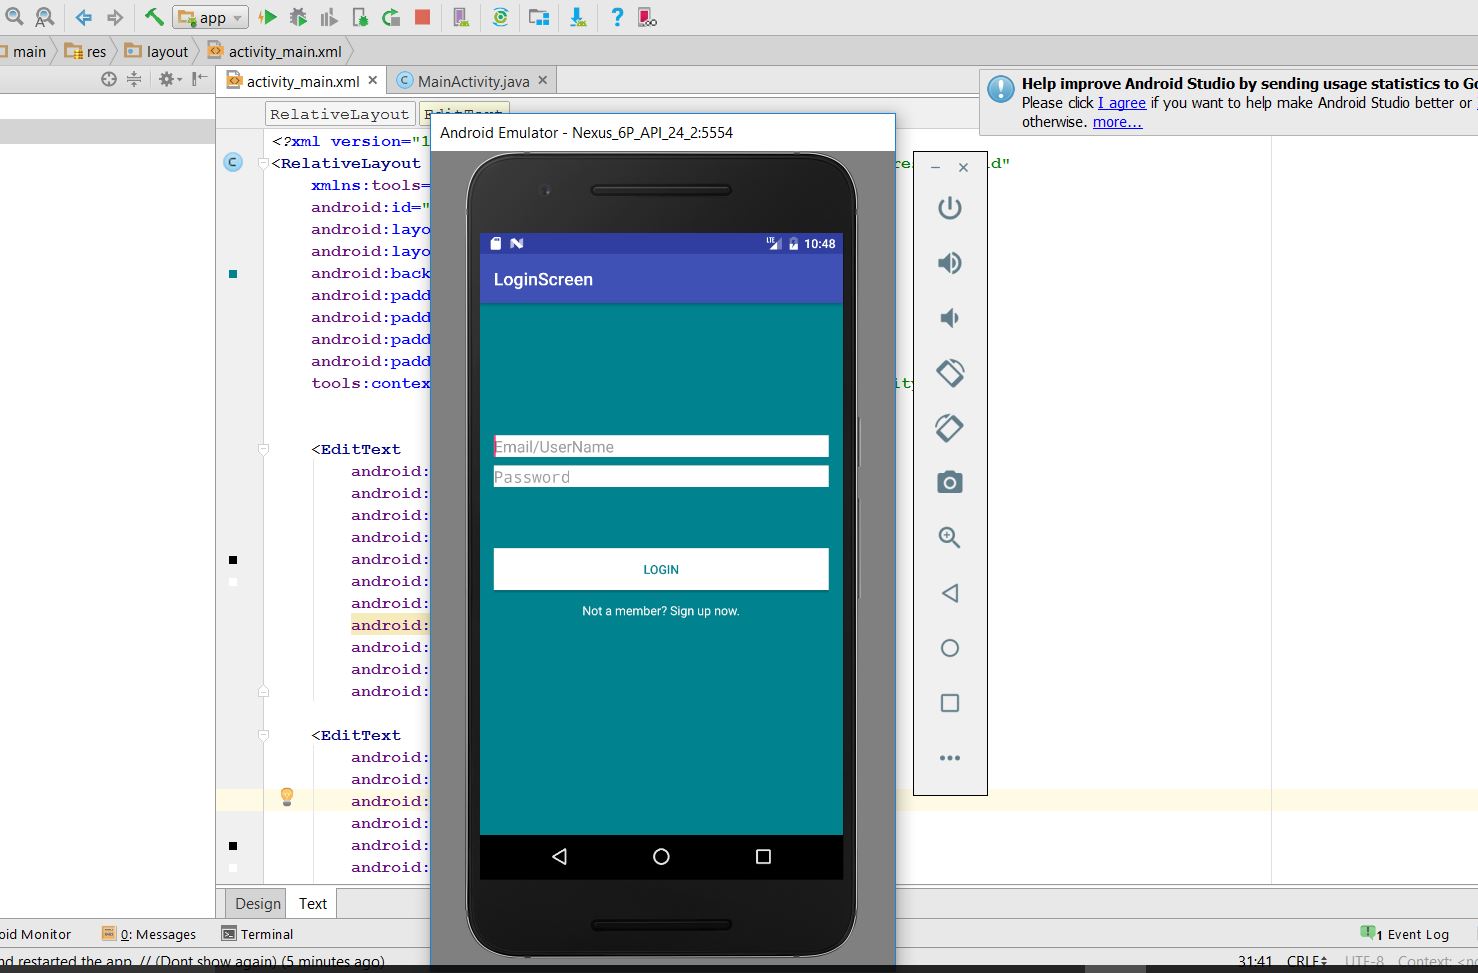 app
main
res
layout
activity_main.xml
activity_main.xml
MainActivity.java
Help improve Android Studio by sending usage statistics to Go
Please click I agree if you want to help make Android Studio better or
otherwise. more...
RelativeLayout
EditText
Android Emulator - Nexus_6P_API_24_2:5554
<?xml version="1
<RelativeLayout
xmlns:tools=
android:id="
android:layo
android:layo
android:back
android:padd
android:padd
android:padd
android:padd
tools:contex
<EditText
android:
android:
android:
android:
android:
android:
android:
android:
android:
android:
android:
<EditText
android:
android:
android:
android:
android:
android:
LTE
10:48
LoginScreen
Email/UserName
Password
LOGIN
Not a member? Sign up now.
Design
Text
oid Monitor
0: Messages
Terminal
1 Event Log
nd restarted the app. // (Dont show again) (5 minutes ago)
31:41
CRLF
UTF-8
Context: <no